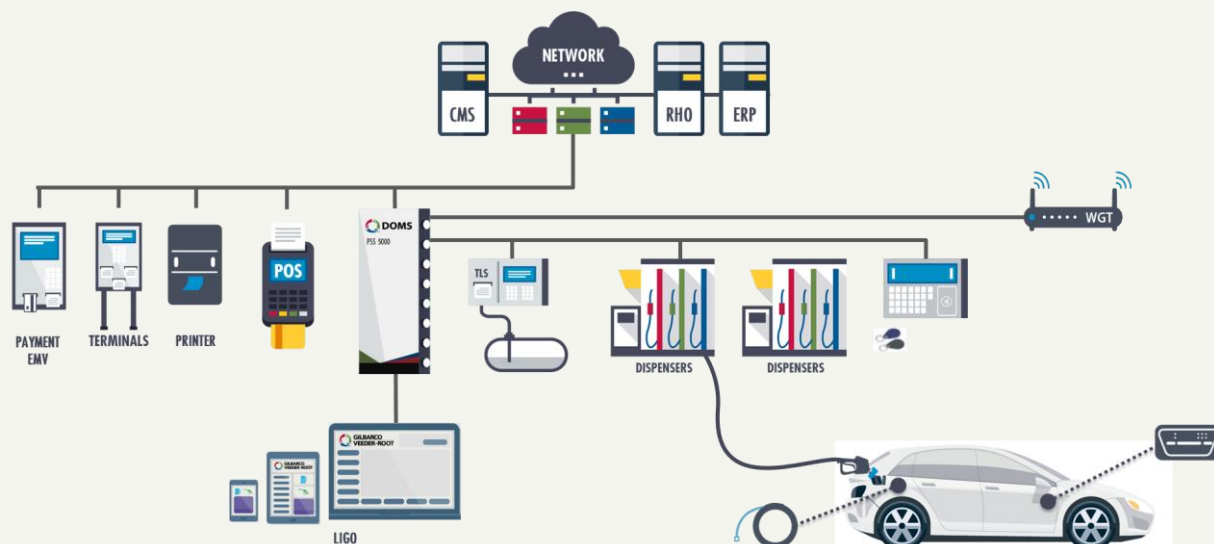 NETWORK
CMS
RHO
ERP
DOMS
PSS 5000
WGT
POS
TLS
PAYMENT
EMV
TERMINALS
PRINTER
DISPENSERS
DISPENSERS
GILBARCO
VEEDER-ROOT
GILBARCO
VEEDER-ROOT
LIGO